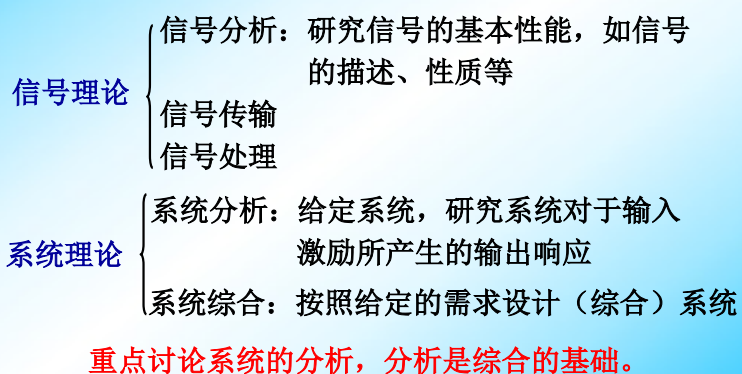 信号理论
信号分析：研究信号的基本性能，如信号
的描述、性质等
信号传输
信号处理
系统理论
系统分析：给定系统，研究系统对于输入
激励所产生的输出响应
系统综合：按照给定的需求设计（综合）系统
重点讨论系统的分析，分析是综合的基础。